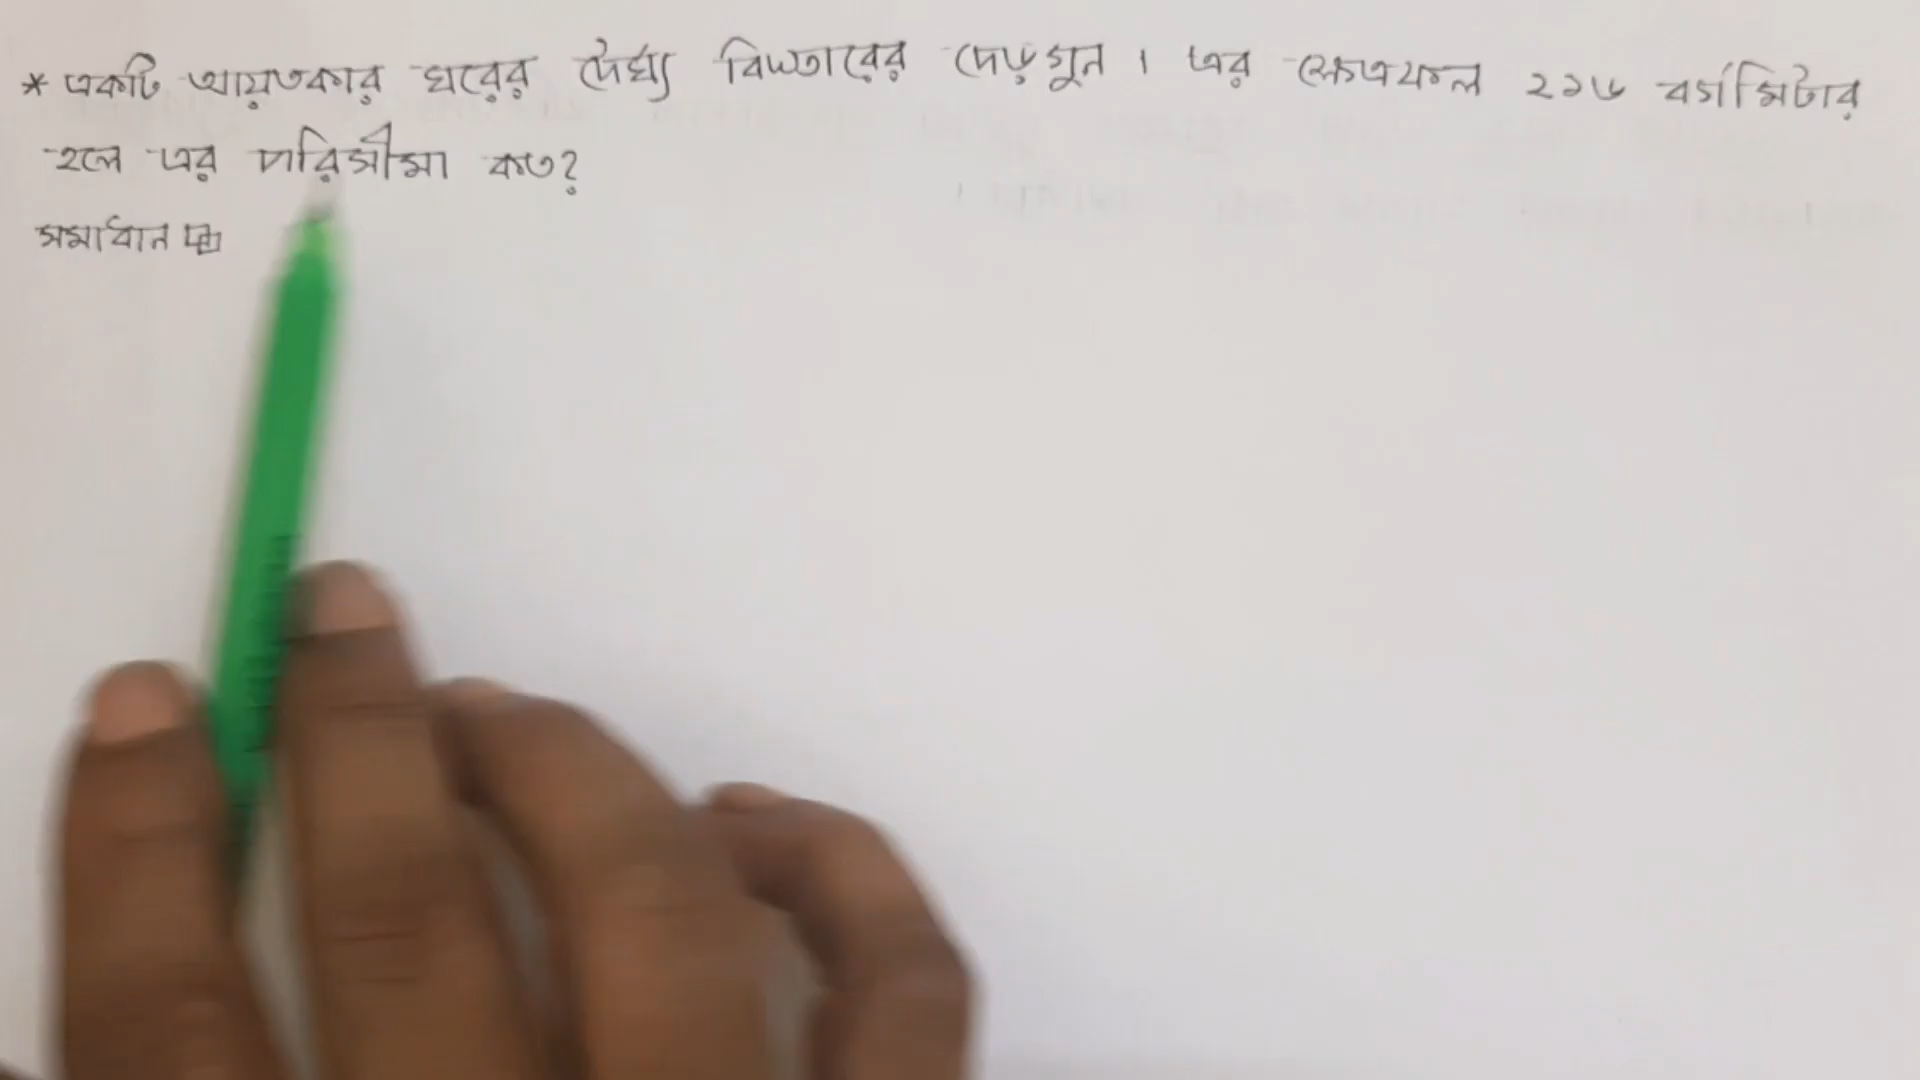 * একটি আয়তকার ঘরের দৈর্ঘ্য বিস্তারের দেড়গুন । এর ক্ষেত্রফল ২১৬ বর্গমিটার
হলে এর পরিসীমা কত?
সমাধান